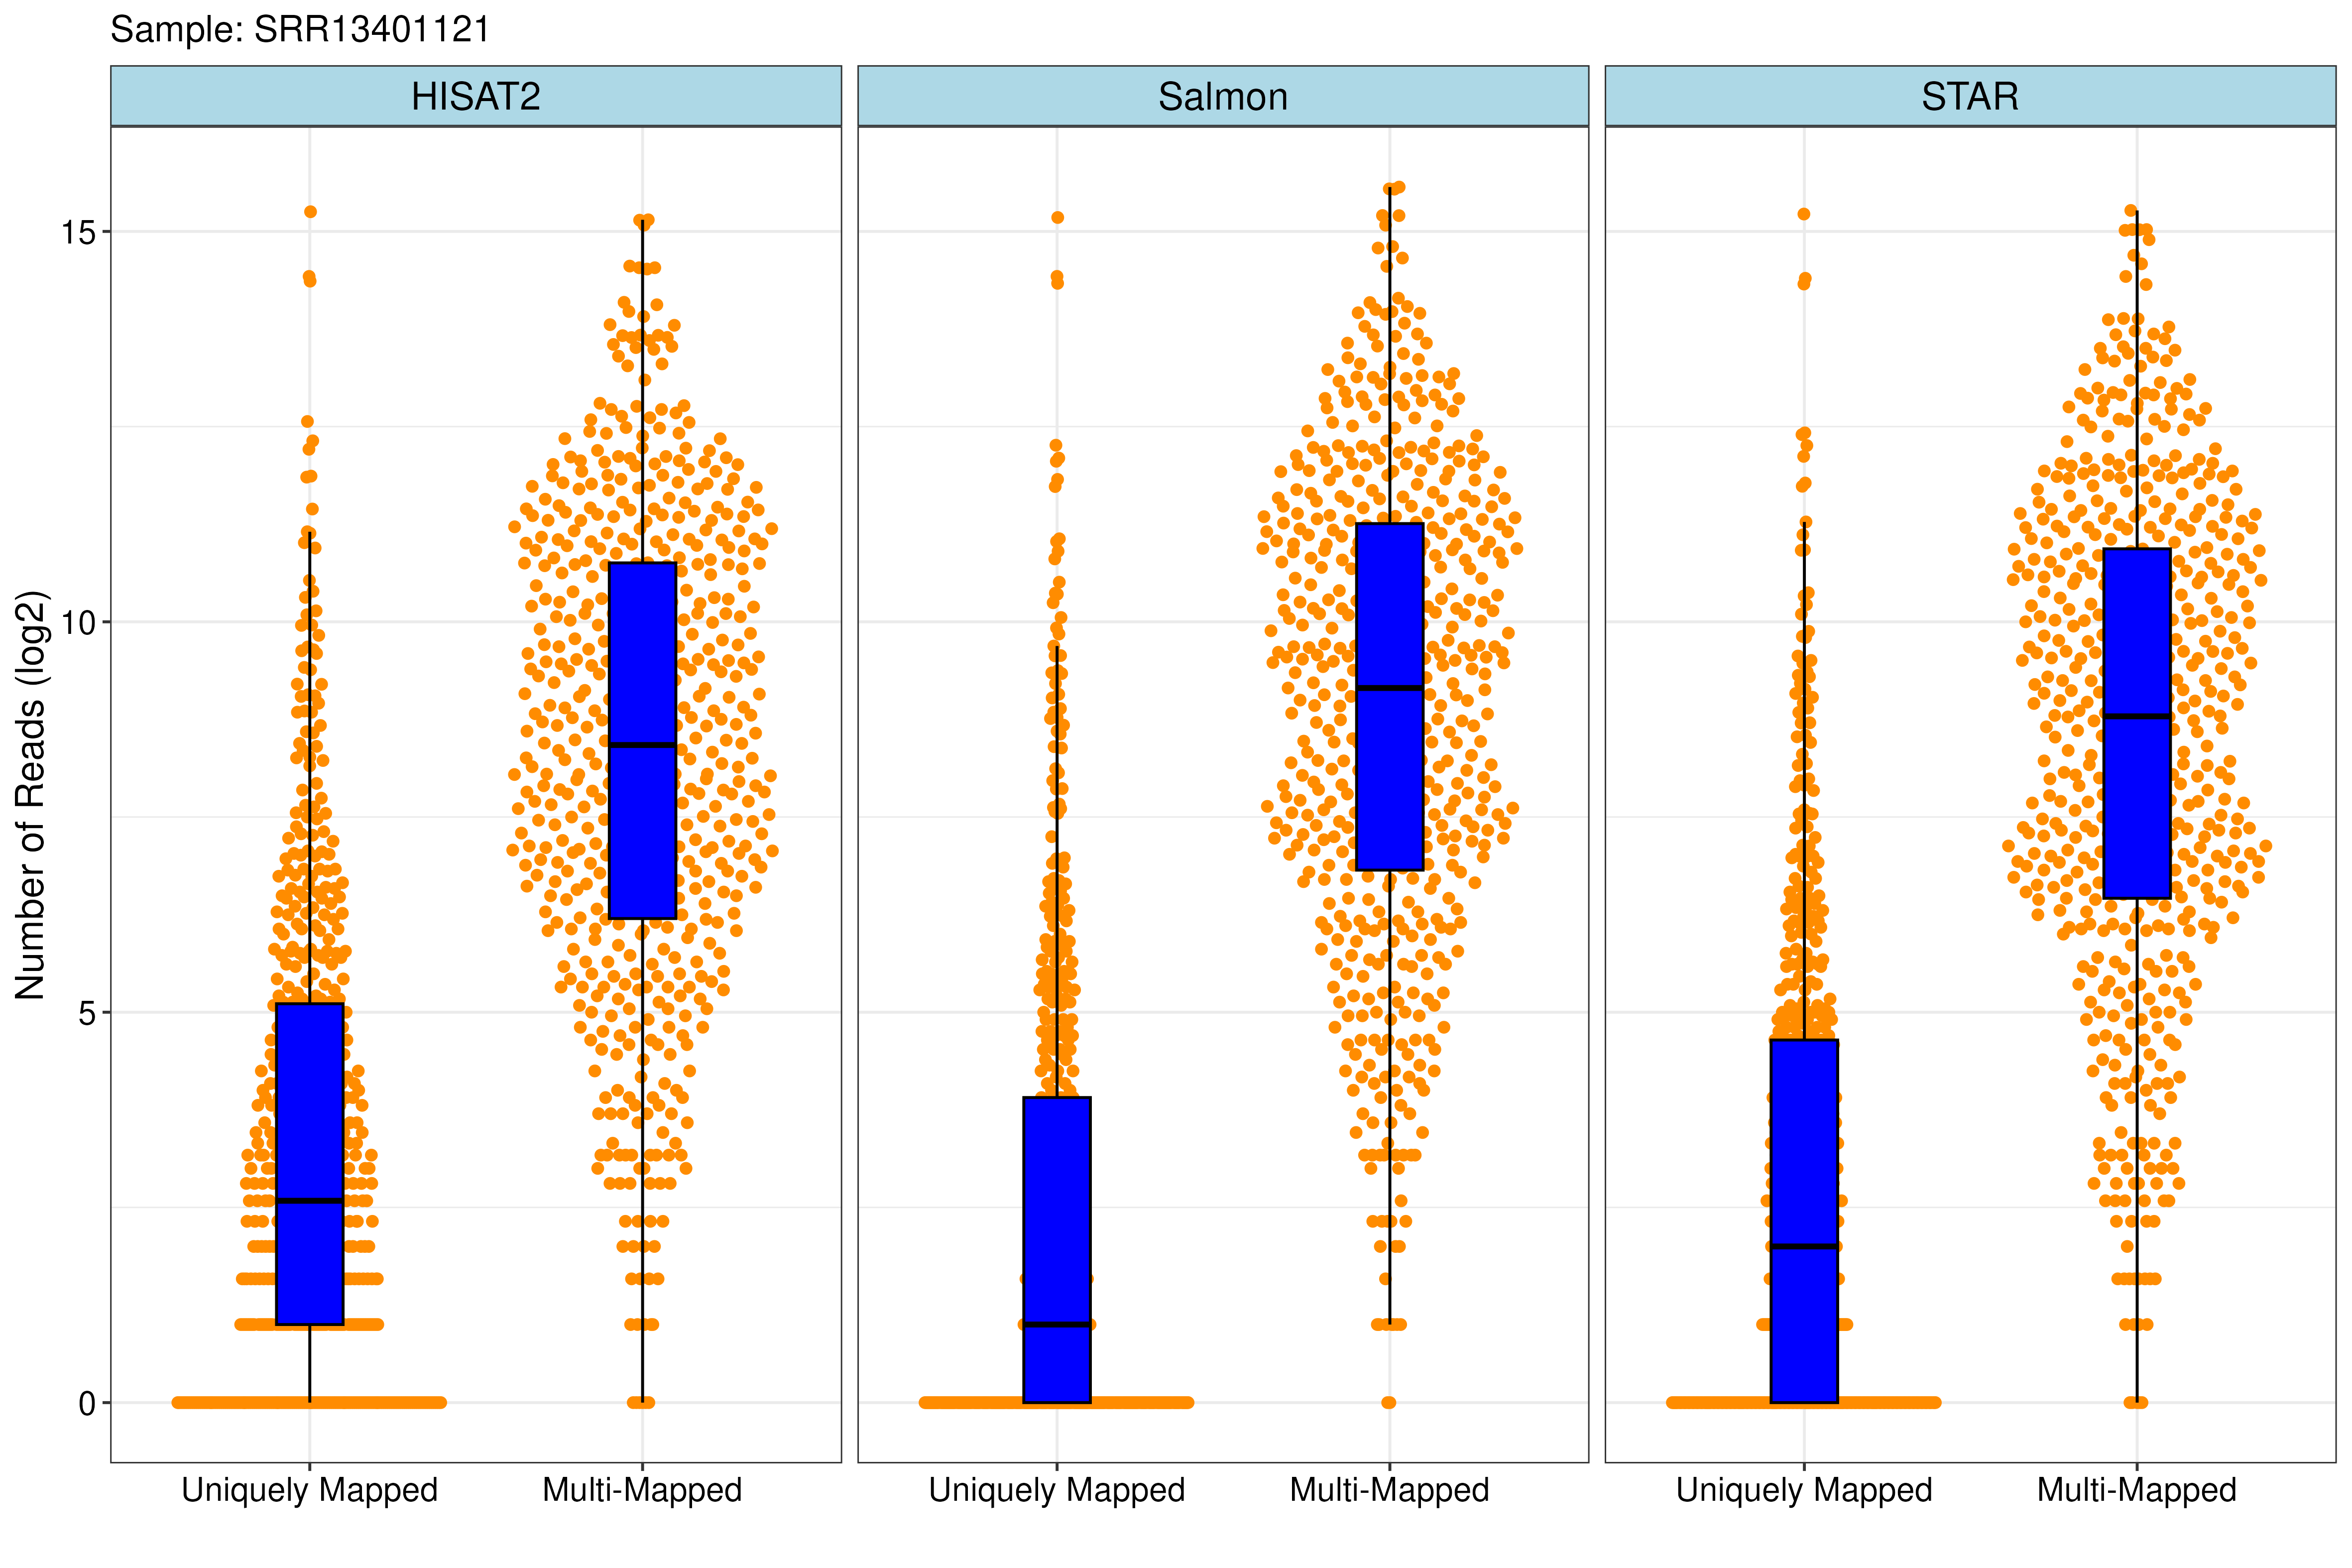 Sample: SRR13401121
HISAT2
Salmon
STAR
Number of Reads (log2)
15
10
5
0
Uniquely Mapped
Multi-Mapped
Uniquely Mapped
Multi-Mapped
Uniquely Mapped
Multi-Mapped